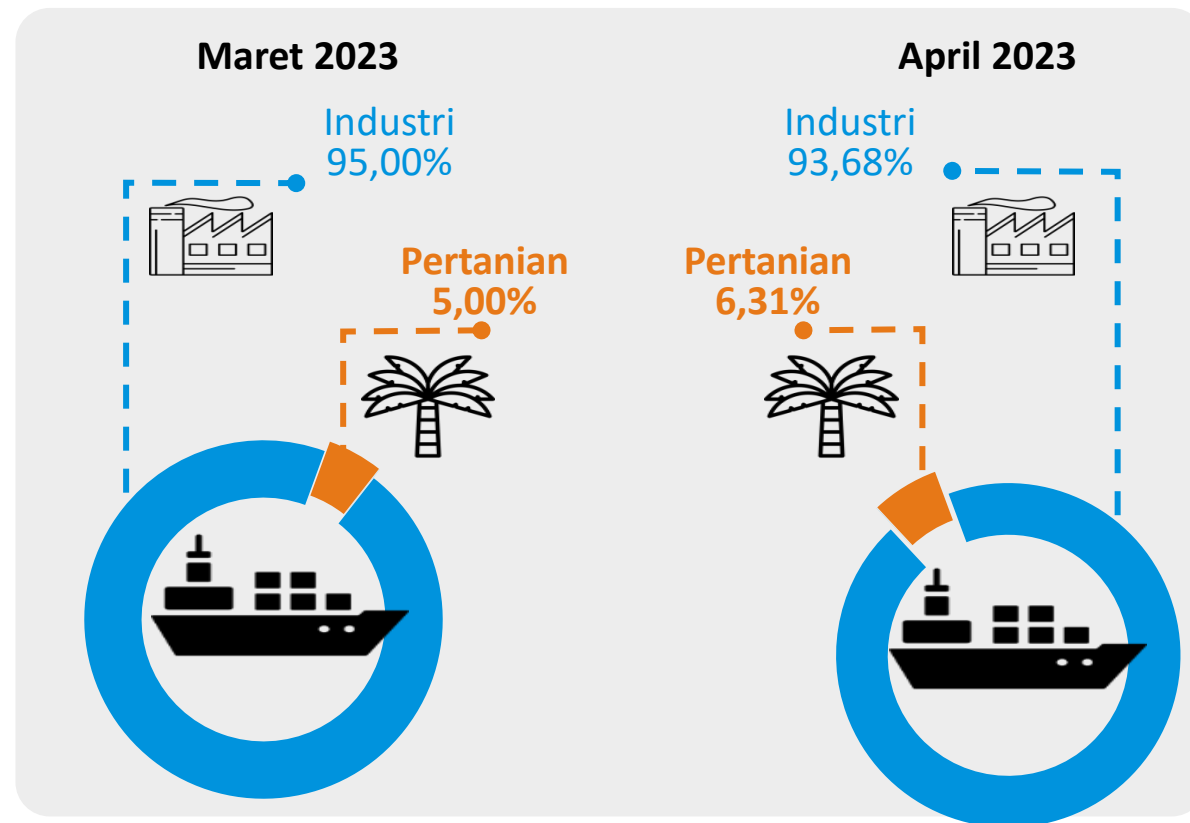 Maret 2023
Industri
95,00%
Pertanian
5,00%
April 2023
Industri
93,68%
Pertanian
6,31%